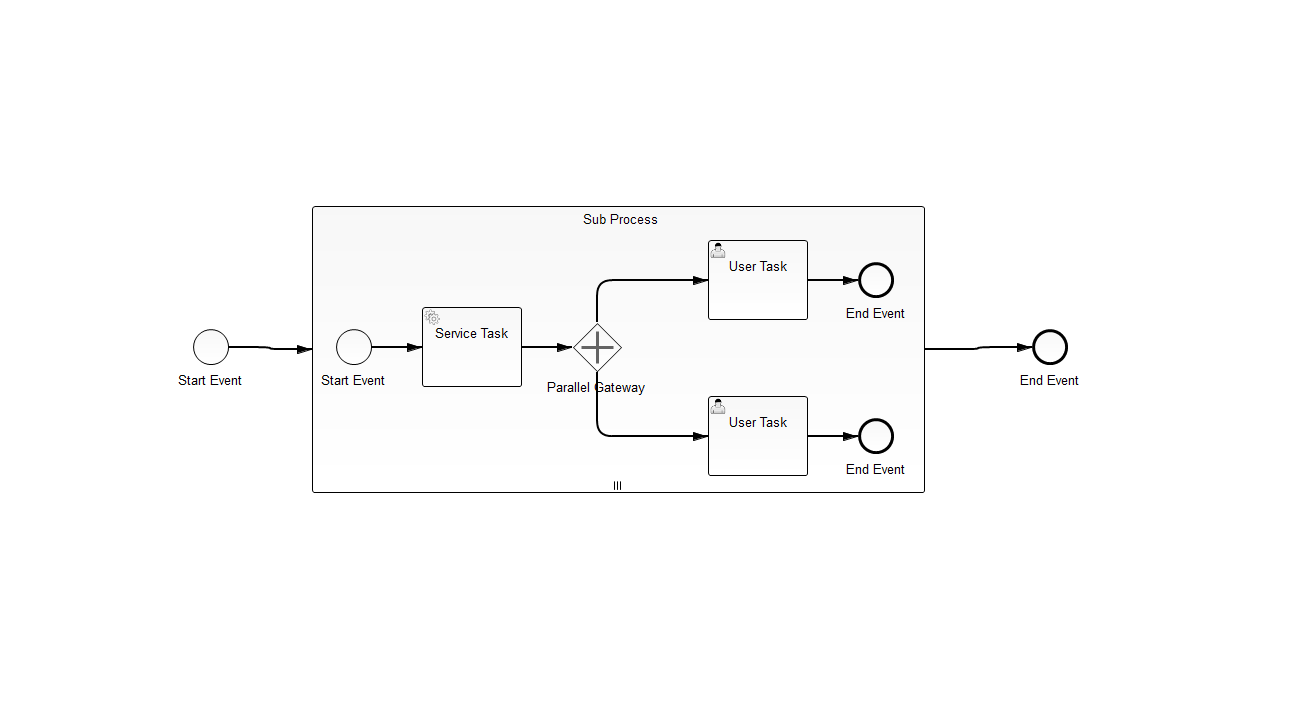 Sub Process
User Task
End Event
Service Task
Start Event
Start Event
Parallel Gateway
End Event
User Task
End Event